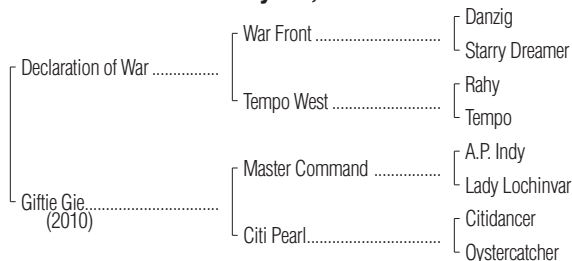 Danzig
War Front
Starry Dreamer
Declaration of War
Rahy
Tempo West
Tempo
A.P. Indy
Master Command
Lady Lochinvar
Giftie Gie
(2010)
Citidancer
Citi Pearl
Oystercatcher